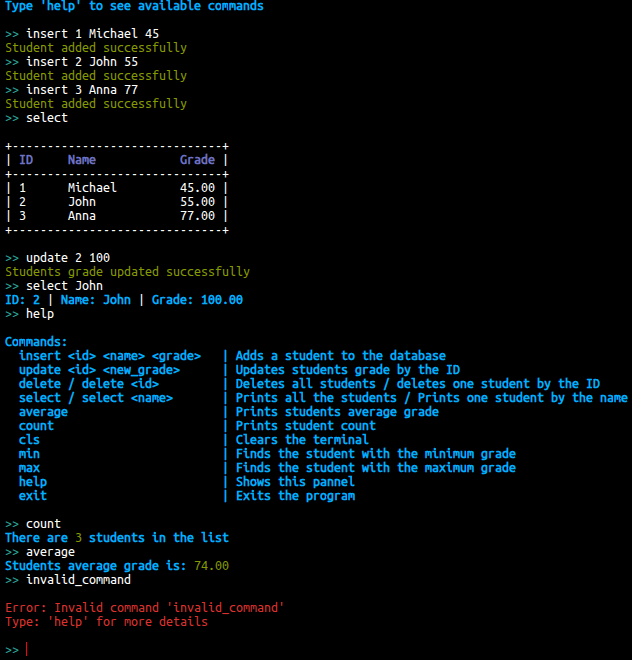 Type 'help' to see available commands
>> insert 1 Michael 45
Student added successfully
>> insert 2 John 55
Student added successfully
>> insert 3 Anna 77
Student added successfully
>> select
+------------------------------+
| ID     Name            Grade |
+------------------------------+
| 1      Michael         45.00 |
| 2      John            55.00 |
| 3      Anna            77.00 |
+------------------------------+
>> update 2 100
Students grade updated successfully
>> select John
ID: 2 | Name: John | Grade: 100.00
>> help
Commands:
  insert <id> <name> <grade>   | Adds a student to the database
  update <id> <new_grade>      | Updates students grade by the ID
  delete / delete <id>         | Deletes all students / deletes one student by the ID
  select / select <name>       | Prints all the students / Prints one student by the name
  average                      | Prints students average grade
  count                        | Prints student count
  cls                          | Clears the terminal
  min                          | Finds the student with the minimum grade
  max                          | Finds the student with the maximum grade
  help                         | Shows this pannel
  exit                         | Exits the program
>> count
There are 3 students in the list
>> average
Students average grade is: 74.00
>> invalid_command
Error: Invalid command 'invalid_command'
Type: 'help' for more details
>>